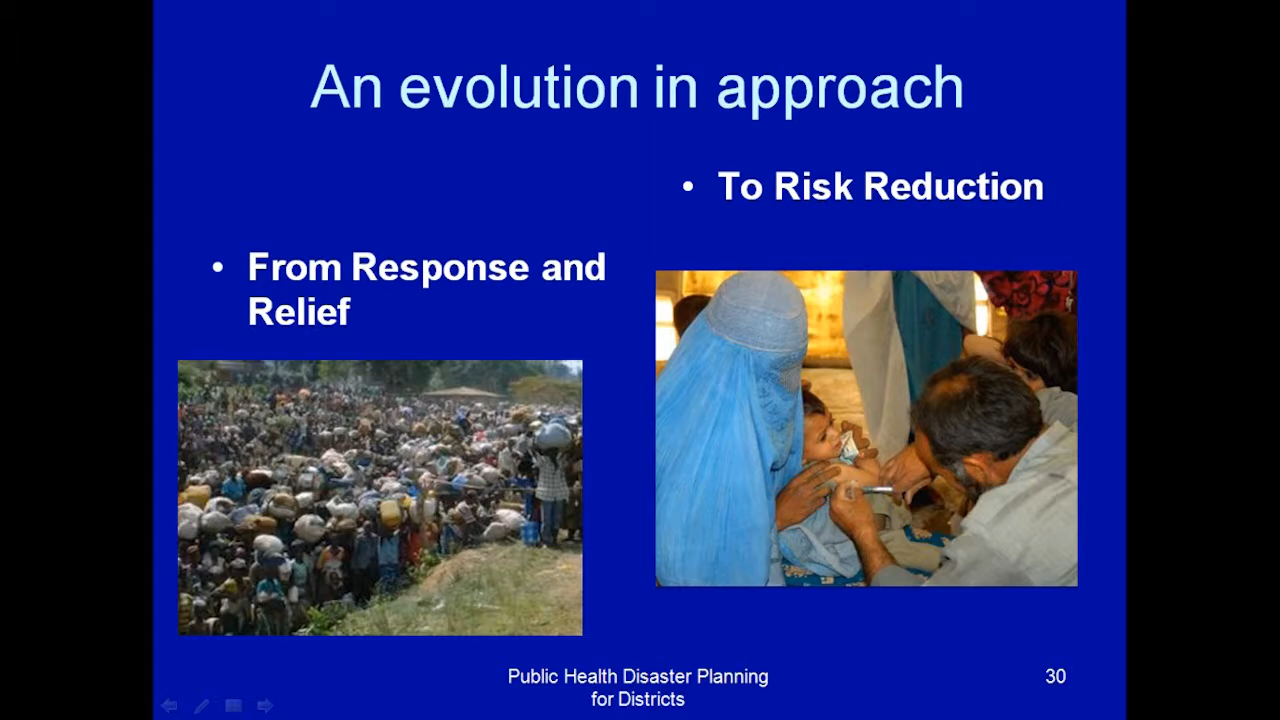 An evolution in approach
• From Response and
Relief
• To Risk Reduction
Public Health Disaster Planning
for Districts
30